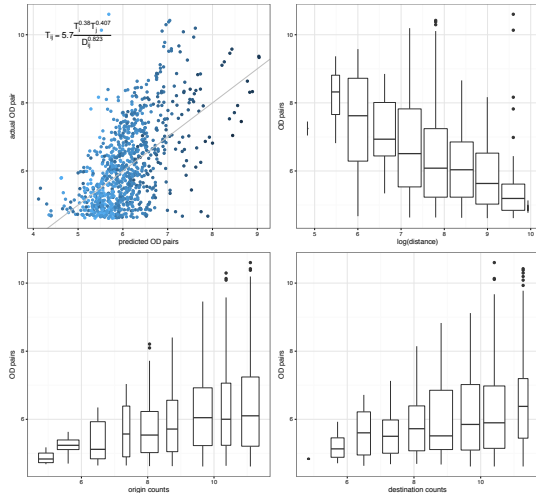 T_ij = 5.7 T_i^0.38 T_j^0.407 / D_ij^0.823
10
8
6
4 5 6 7 8 9
actual OD pair
predicted OD pairs
10
8
6
5 6 7 8 9 10
OD pairs
log(distance)
10
8
6
6 8 10
OD pairs
origin counts
10
8
6
6 8 10
OD pairs
destination counts